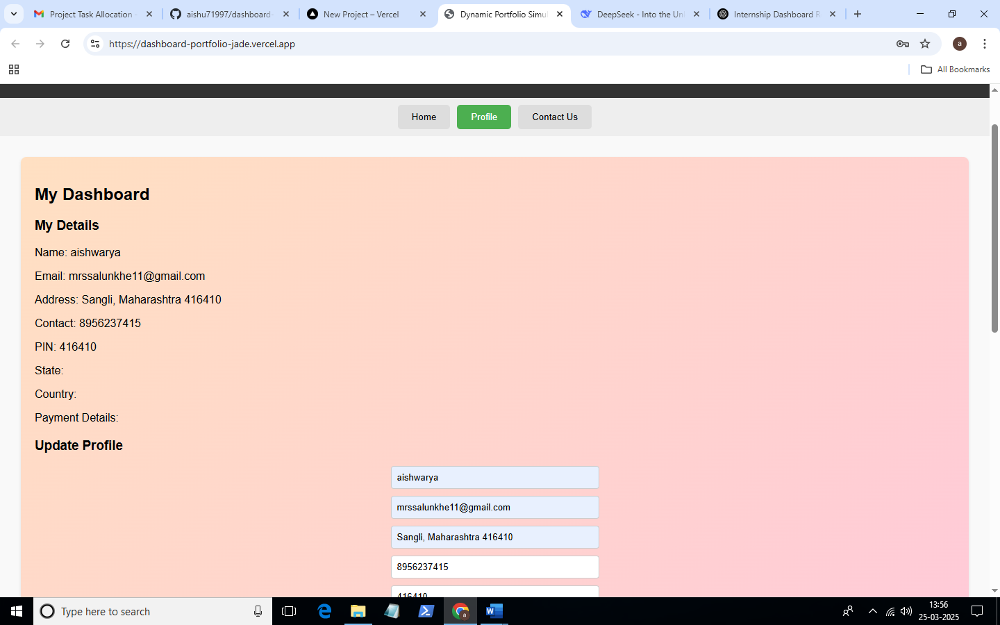 Project Task Allocation -
aishu71997/dashboard-
New Project – Vercel
Dynamic Portfolio Simul
DeepSeek - Into the Un
Internship Dashboard R
https://dashboard-portfolio-jade.vercel.app
a
All Bookmarks
Home
Profile
Contact Us
My Dashboard
My Details
Name: aishwarya
Email: mrssalunkhe11@gmail.com
Address: Sangli, Maharashtra 416410
Contact: 8956237415
PIN: 416410
State:
Country:
Payment Details:
Update Profile
aishwarya
mrssalunkhe11@gmail.com
Sangli, Maharashtra 416410
8956237415
416410
Type here to search
13:56
25-03-2025